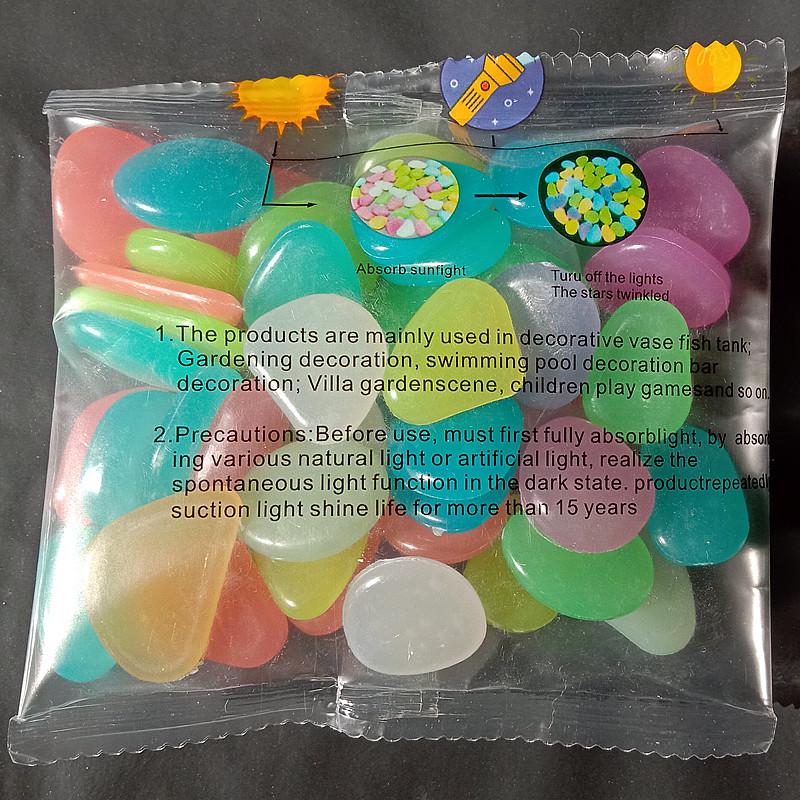 Absorb sunfight
Turu off the lights
The stars twinkled
1.The products are mainly used in decorative vase fish tank;
Gardening decoration, swimming pool decoration bar
decoration; Villa gardenscene, children play gamesand so on.
2.Precautions:Before use, must first fully absorblight, by absorb
ing various natural light or artificial light, realize the
spontaneous light function in the dark state. productrepeatedly
suction light shine life for more than 15 years